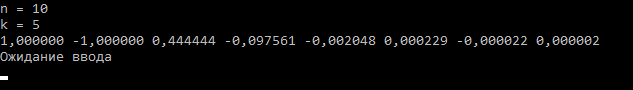 n = 10
k = 5
1,000000 -1,000000 0,444444 -0,097561 -0,002048 0,000229 -0,000022 0,000002
Ожидание ввода